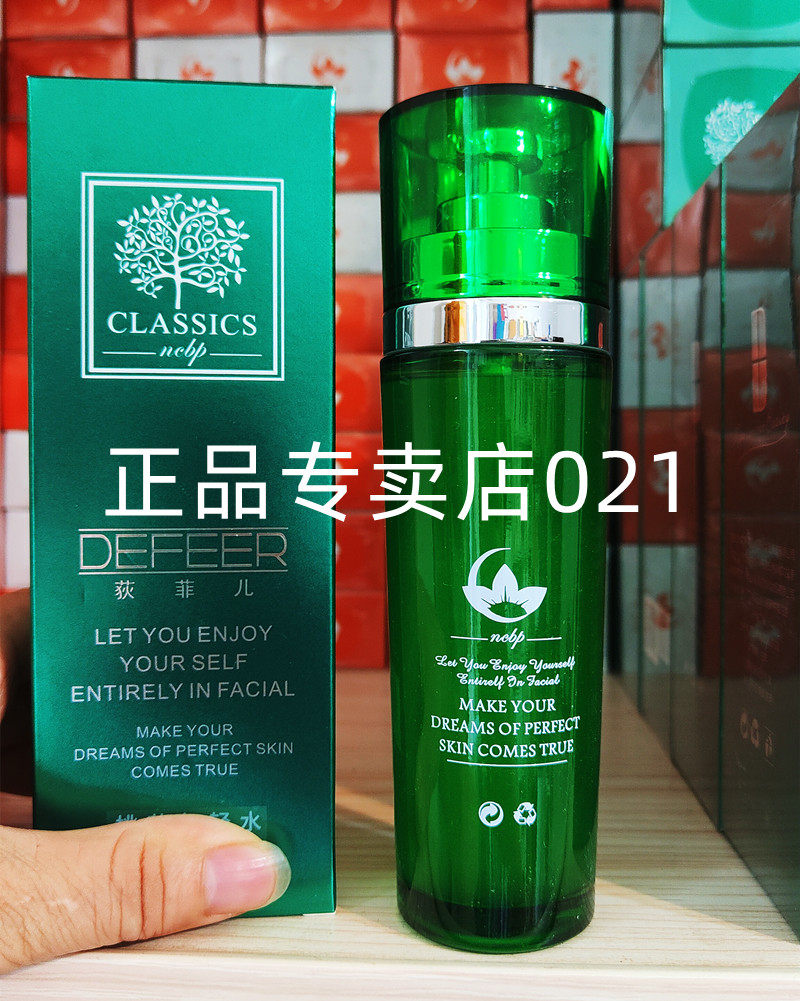 CLASSICS
ncbp
正品专卖店021
DEFEER
荻菲儿
LET YOU ENJOY
YOUR SELF
ENTIRELY IN FACIAL
MAKE YOUR
DREAMS OF PERFECT SKIN
COMES TRUE
水
ncbp
Let You Enjoy Yourself
Entirelf In Facial
MAKE YOUR
DREAMS OF PERFECT
SKIN COMES TRUE